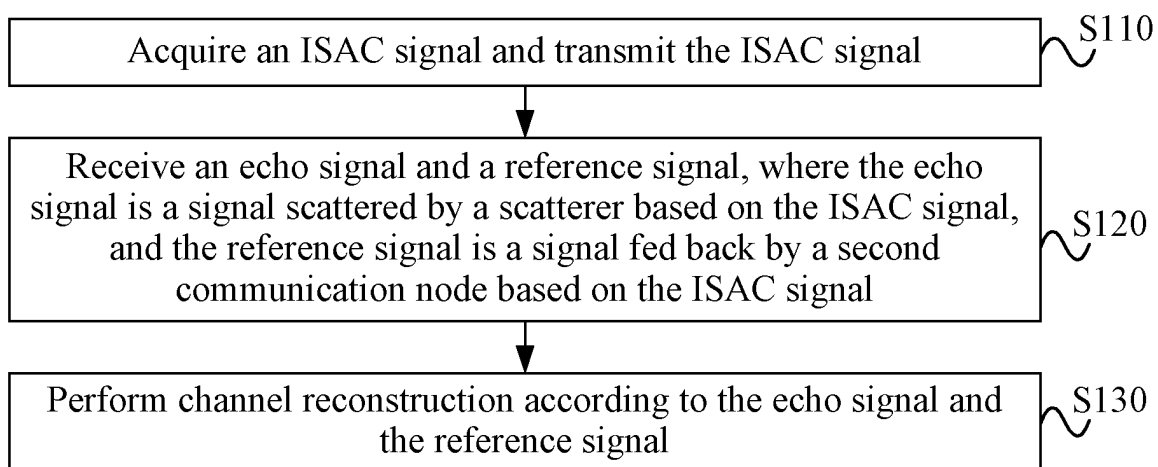 Acquire an ISAC signal and transmit the ISAC signal
S110
Receive an echo signal and a reference signal, where the echo
signal is a signal scattered by a scatterer based on the ISAC signal,
and the reference signal is a signal fed back by a second
communication node based on the ISAC signal
S120
Perform channel reconstruction according to the echo signal and
the reference signal
S130